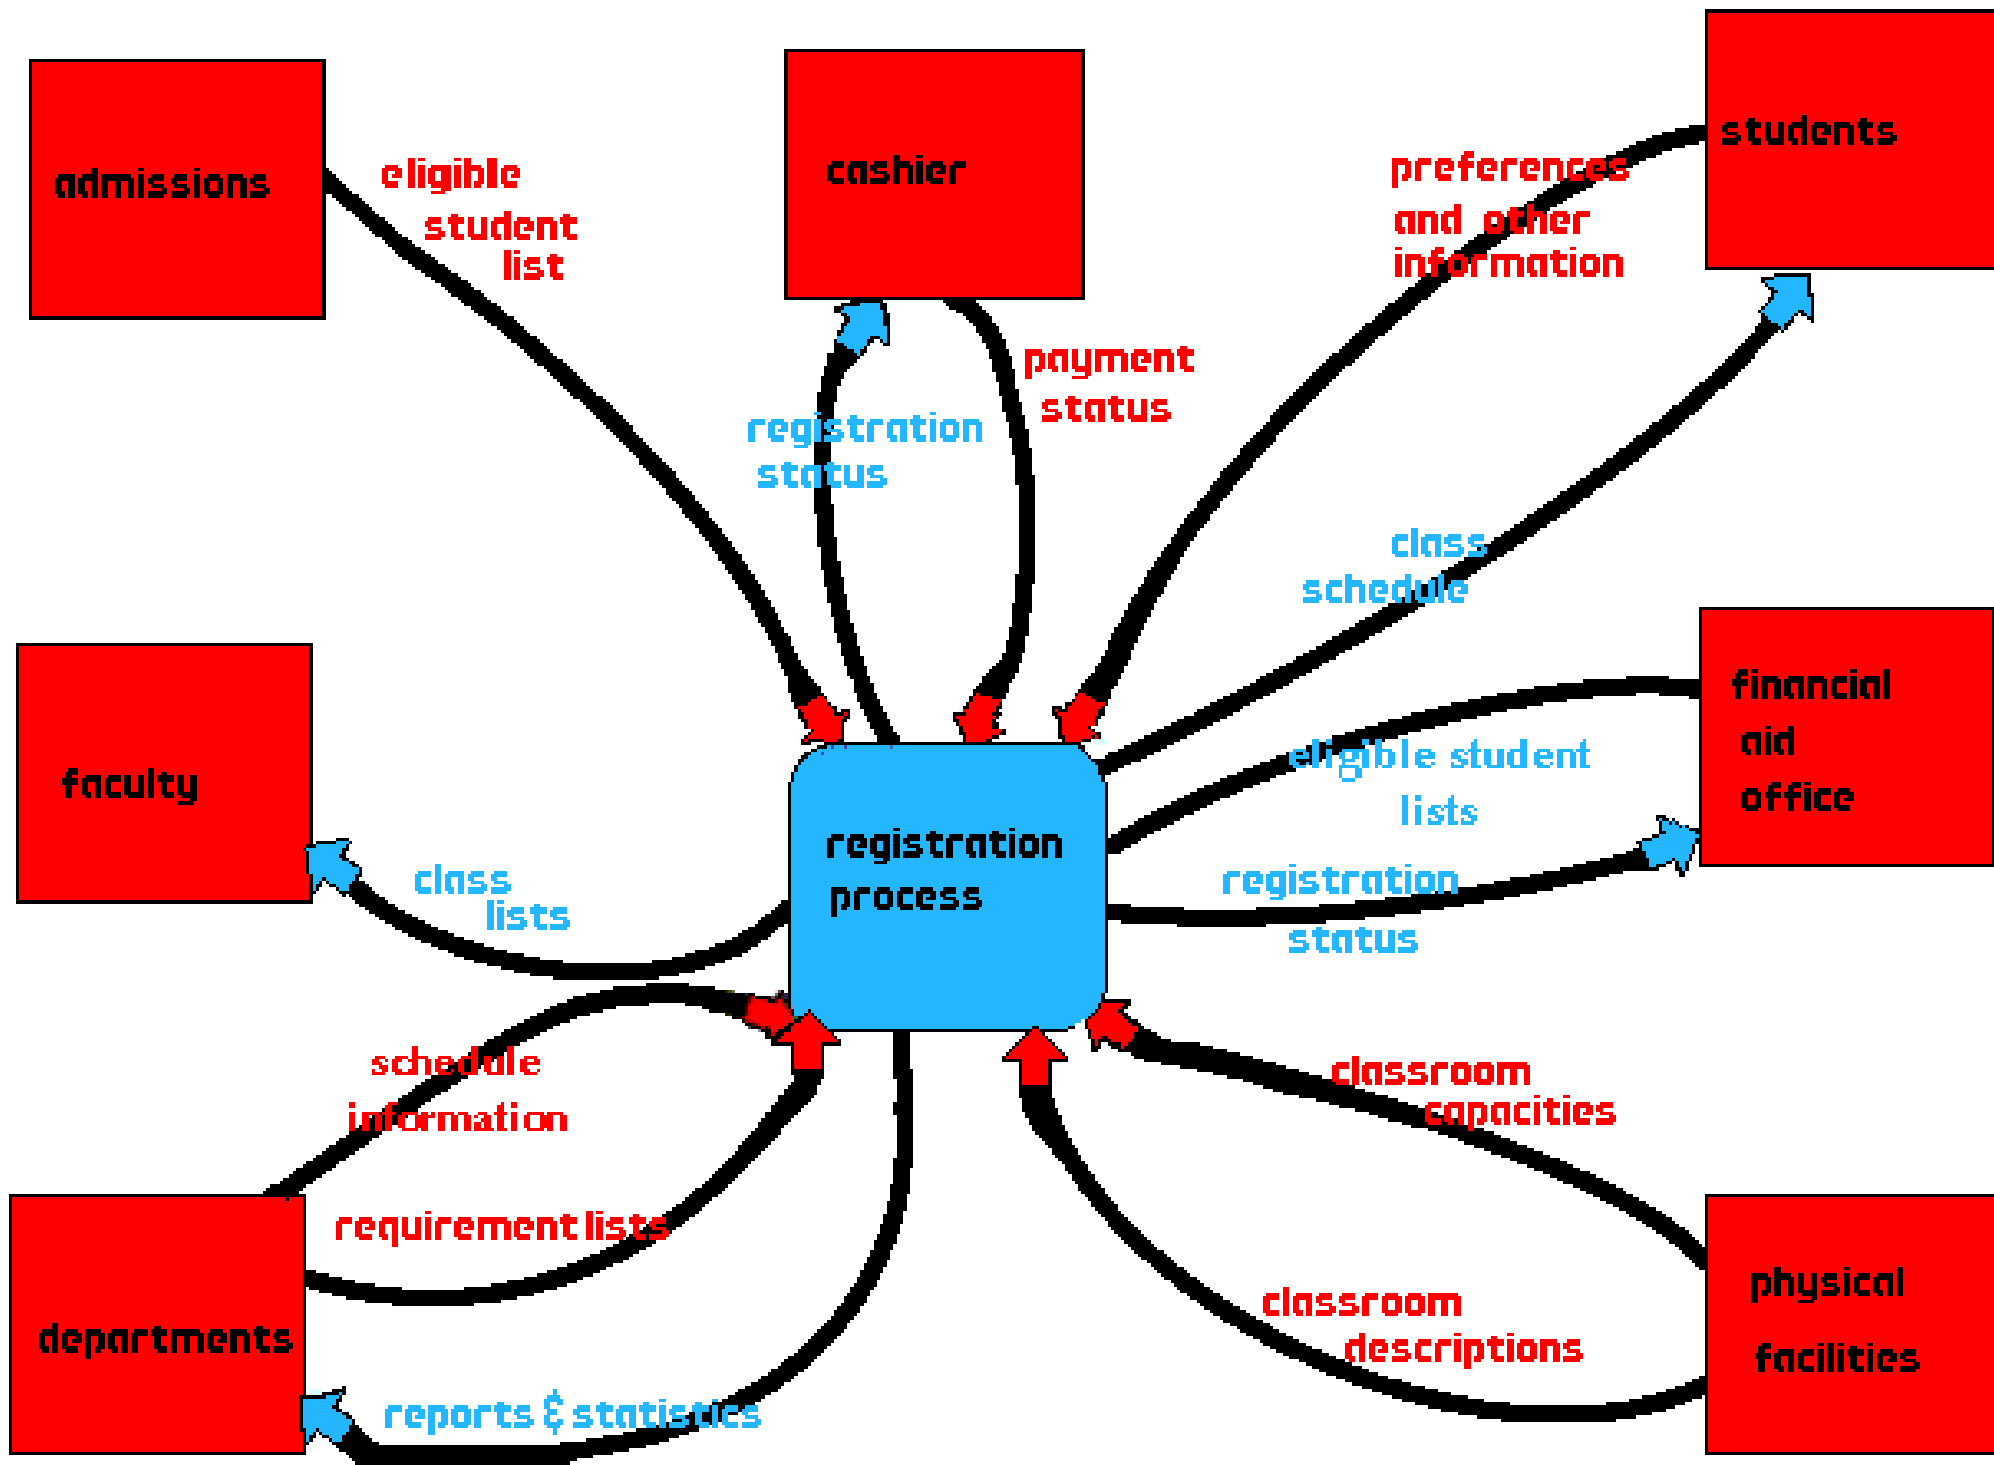 admissions
eligible
student
list
cashier
registration
status
payment
status
preferences
and other
information
students
class
schedule
faculty
class
lists
registration
process
eligible student
lists
registration
status
financial
aid
office
schedule
information
requirement lists
departments
reports & statistics
classroom
capacities
classroom
descriptions
physical
facilities